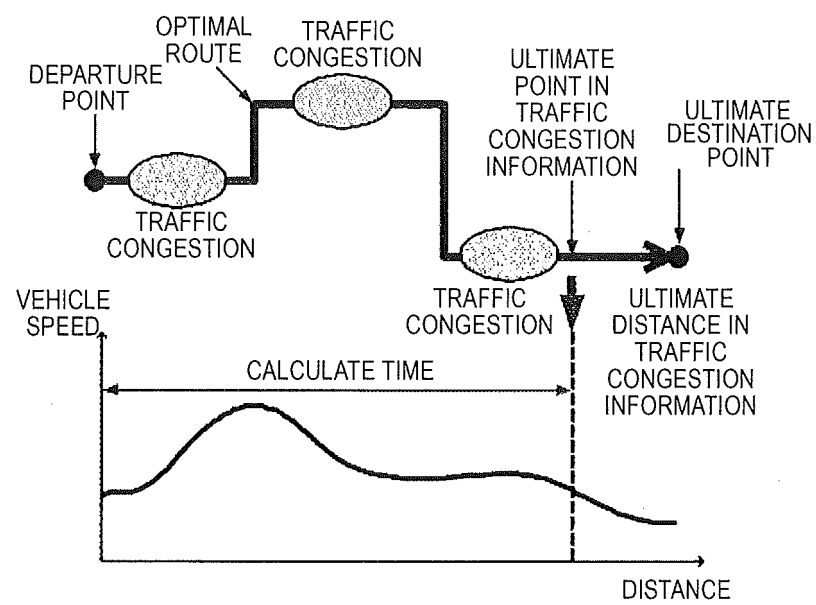 OPTIMAL
ROUTE
TRAFFIC
CONGESTION
DEPARTURE
POINT
ULTIMATE
POINT IN
TRAFFIC
CONGESTION
INFORMATION
ULTIMATE
DESTINATION
POINT
TRAFFIC
CONGESTION
TRAFFIC
CONGESTION
ULTIMATE
DISTANCE IN
TRAFFIC
CONGESTION
INFORMATION
VEHICLE
SPEED
CALCULATE TIME
DISTANCE